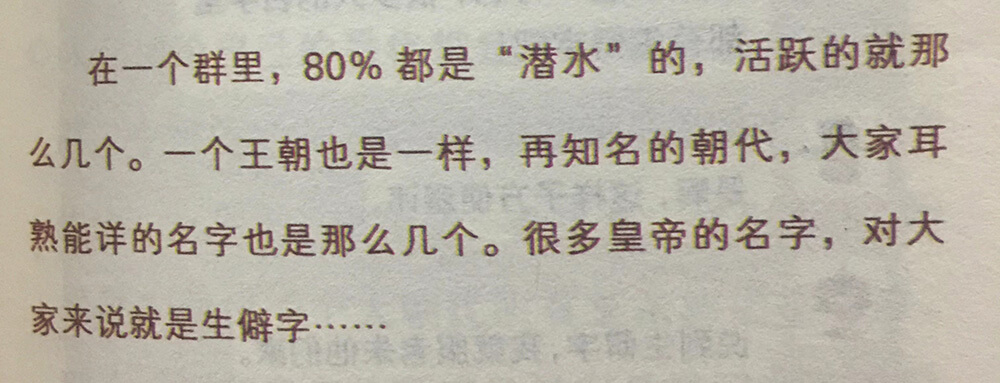 在一个群里，80% 都是“潜水”的，活跃的就那
么几个。一个王朝也是一样，再知名的朝代，大家耳
熟能详的名字也是那么几个。很多皇帝的名字，对大
家来说就是生僻字……